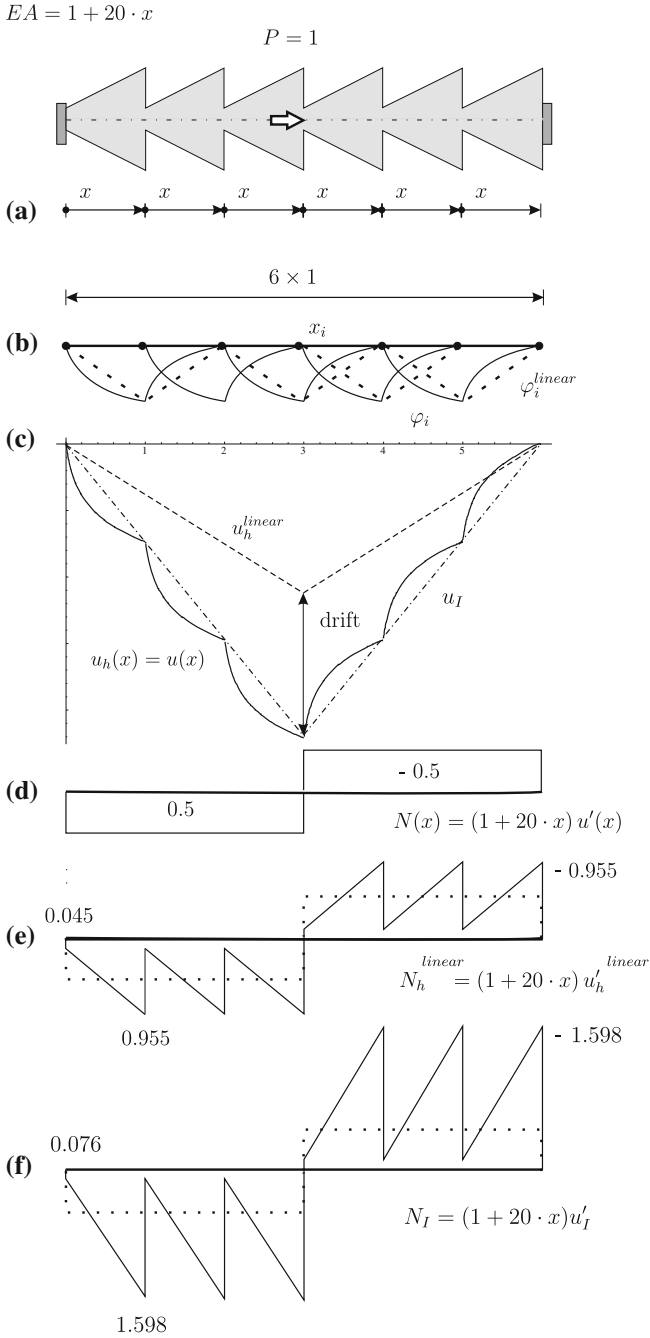 EA = 1 + 20 · x
P = 1
x x x x x x
(a)
6 × 1
x_i
(b)
φ_i^{linear}
φ_i
(c)
1 2 3 4 5
u_h^{linear}
drift
u_I
u_h(x) = u(x)
- 0.5
(d)
0.5
N(x) = (1 + 20 · x) u'(x)
- 0.955
0.045
(e)
N_h^{linear} = (1 + 20 · x) u'_h^{linear}
0.955
- 1.598
0.076
(f)
N_I = (1 + 20 · x)u'_I
1.598